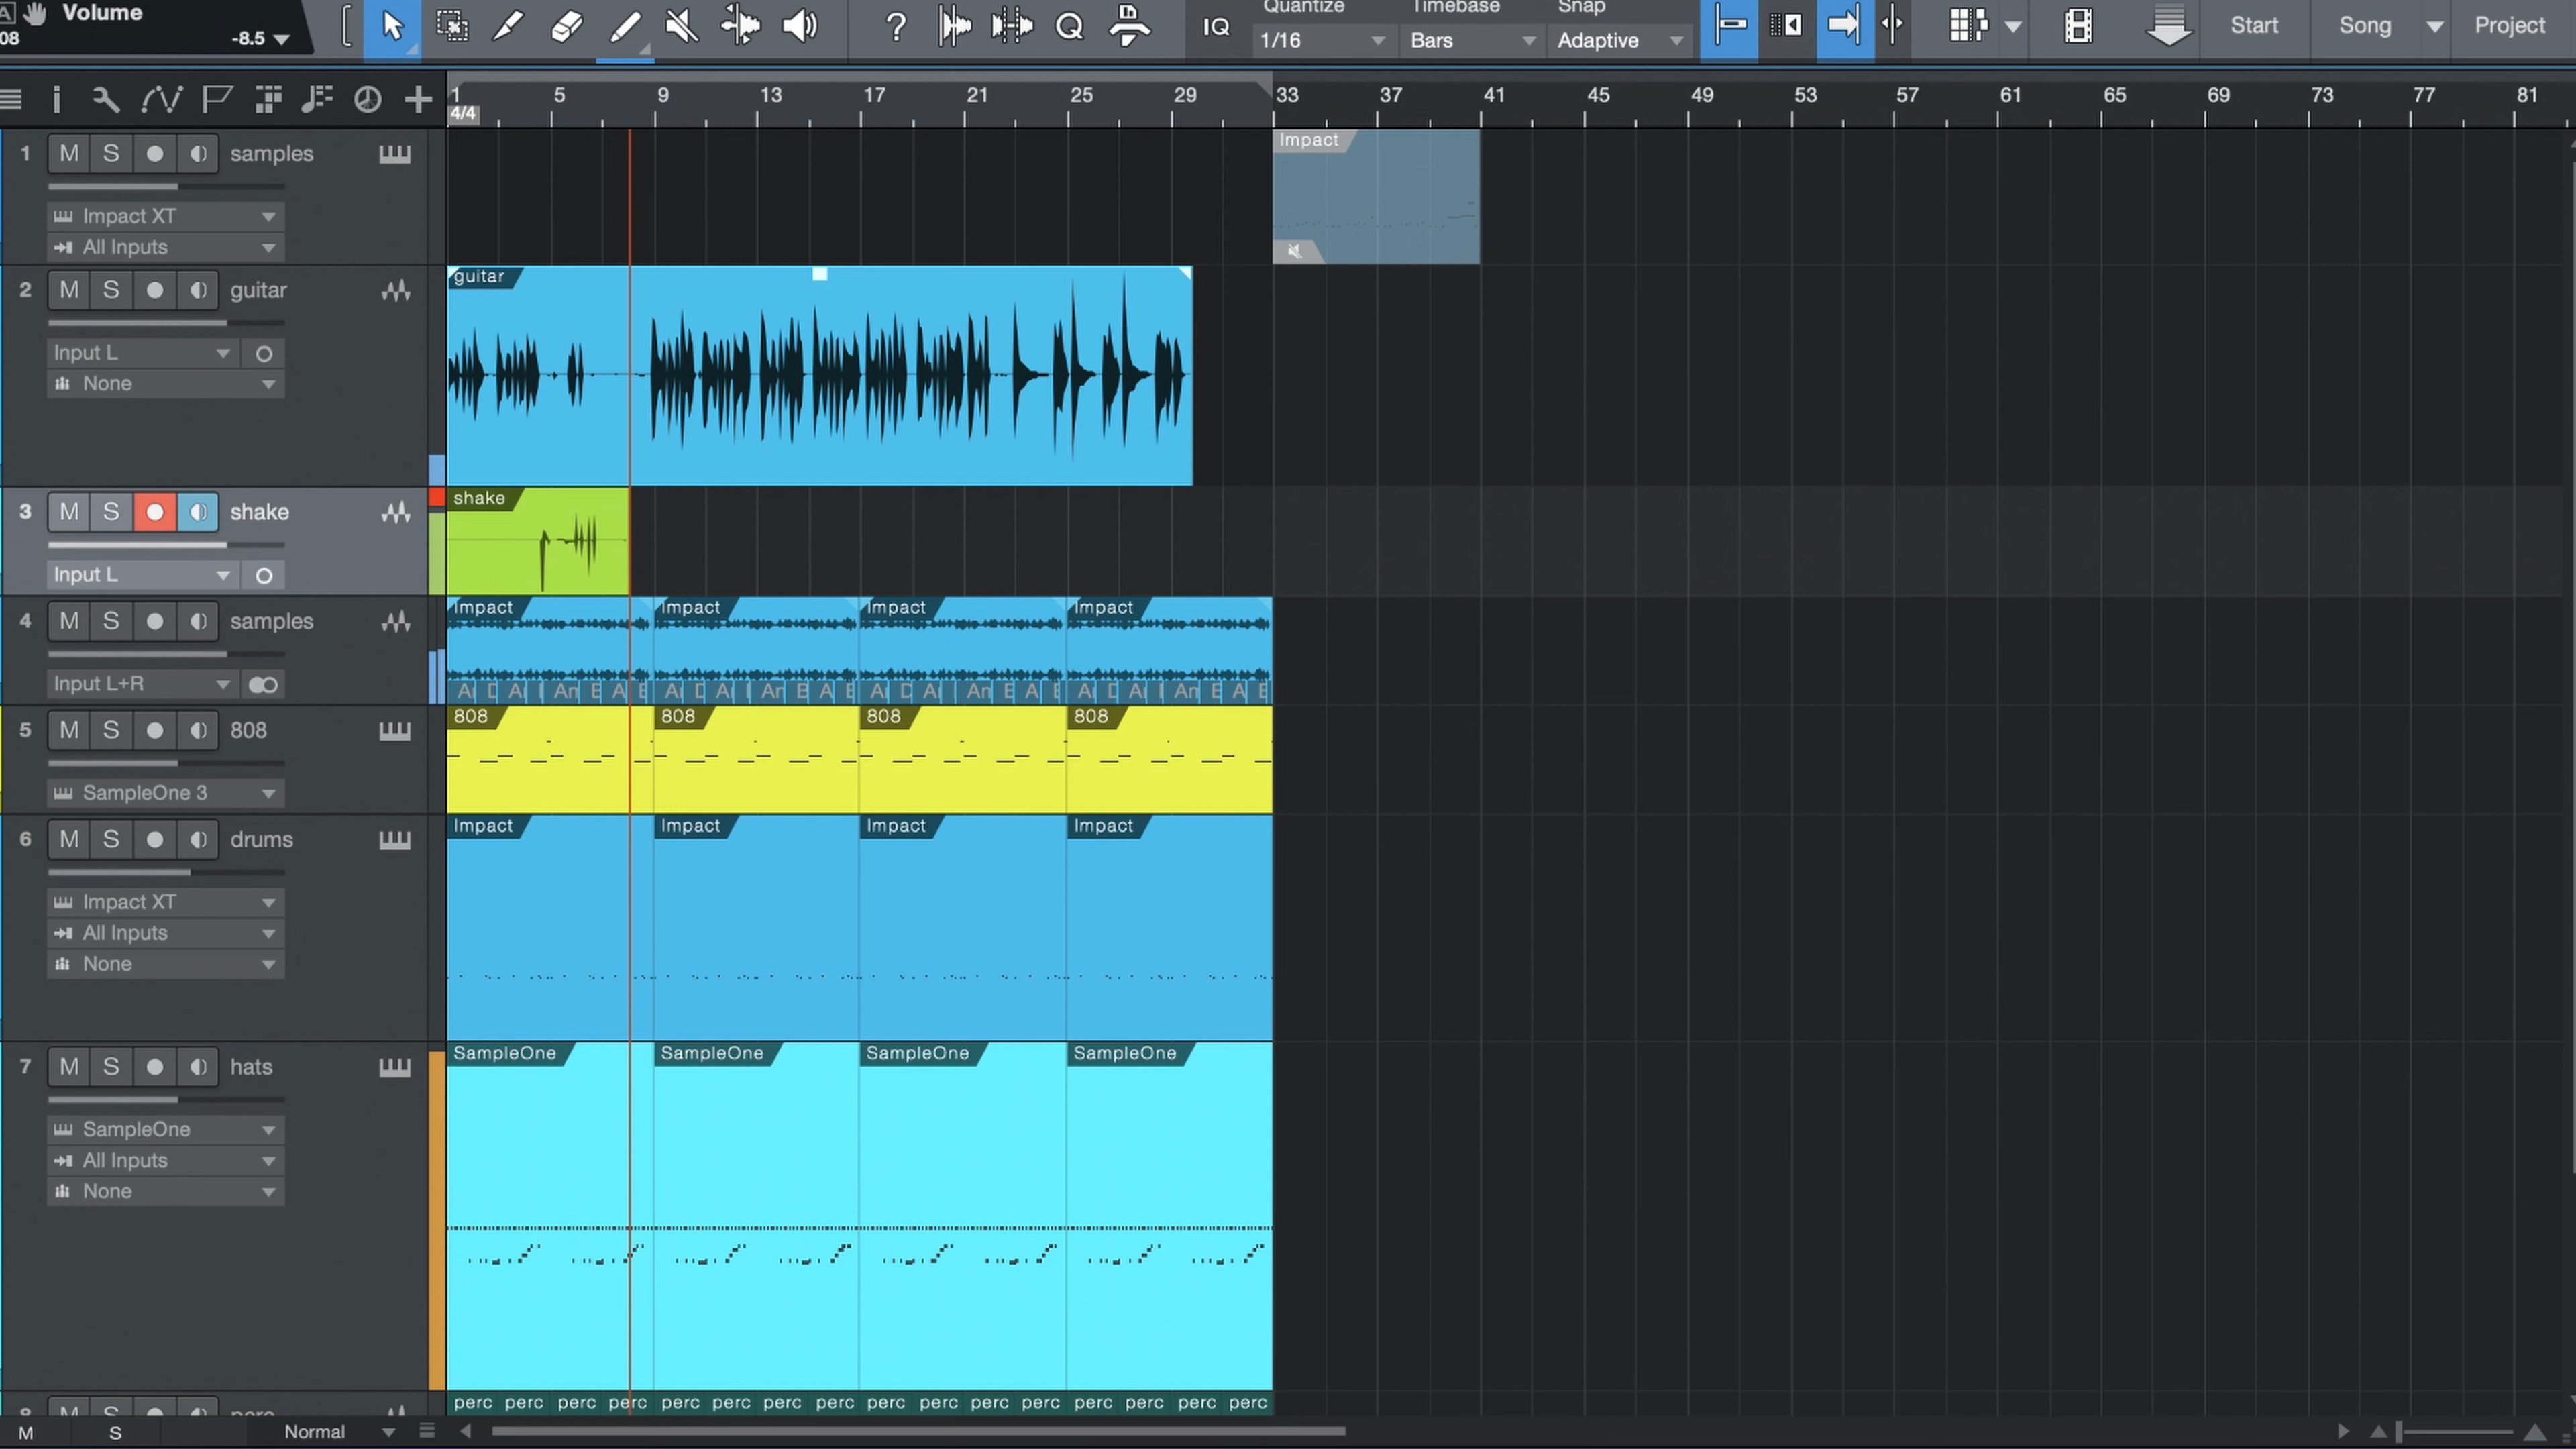 Volume
08 -8.5
Quantize Timebase Snap
IQ 1/16 Bars Adaptive Start Song Project
1 5 9 13 17 21 25 29 33 37 41 45 49 53 57 61 65 69 73 77 81
4/4
1 M S samples Impact
Impact XT
All Inputs
2 M S guitar guitar
Input L
None
3 M S shake shake
Input L
4 M S samples Impact Impact Impact Impact
Input L+R
5 M S 808 808 808 808 808
SampleOne 3
6 M S drums Impact Impact Impact Impact
Impact XT
All Inputs
None
7 M S hats SampleOne SampleOne SampleOne SampleOne
SampleOne
All Inputs
None
perc perc perc perc perc perc perc perc perc perc perc perc perc perc perc perc
M S Normal